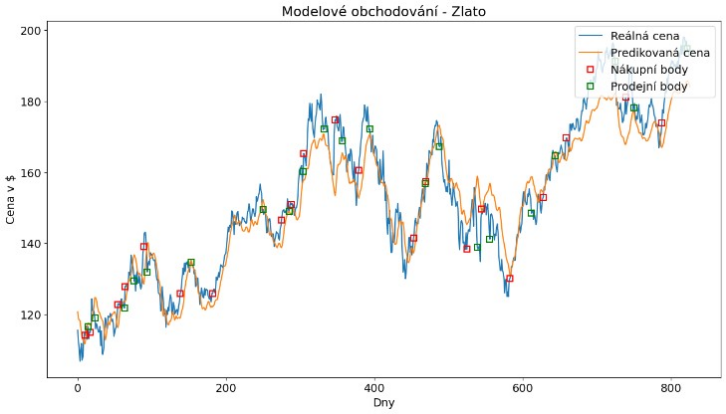 Modelové obchodování - Zlato
Reálná cena
Predikovaná cena
Nákupní body
Prodejní body
200
180
160
140
120
Cena v $
0
200
400
600
800
Dny